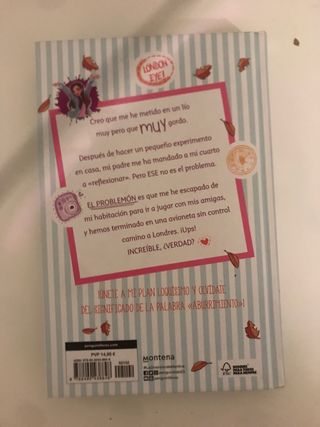 LONDON
EYE!
Creo que me he metido en un lío
muy pero que MUY gordo.
Después de hacer un pequeño experimento
en casa, mi padre me ha mandado a mi cuarto
a «reflexionar». Pero ESE no es el problema.
EL PROBLEMÓN es que me he escapado de
mi habitación para ir a jugar con mis amigas,
y hemos terminado en una avioneta sin control
camino a Londres. ¡Ups!
INCREÍBLE, ¿VERDAD?
¡ÚNETE A MI PLAN LOQUÍSIMO Y OLVÍDATE
DEL SIGNIFICADO DE LA PALABRA «ABURRIMIENTO»!
PVP 14,95 €
montena
FSC